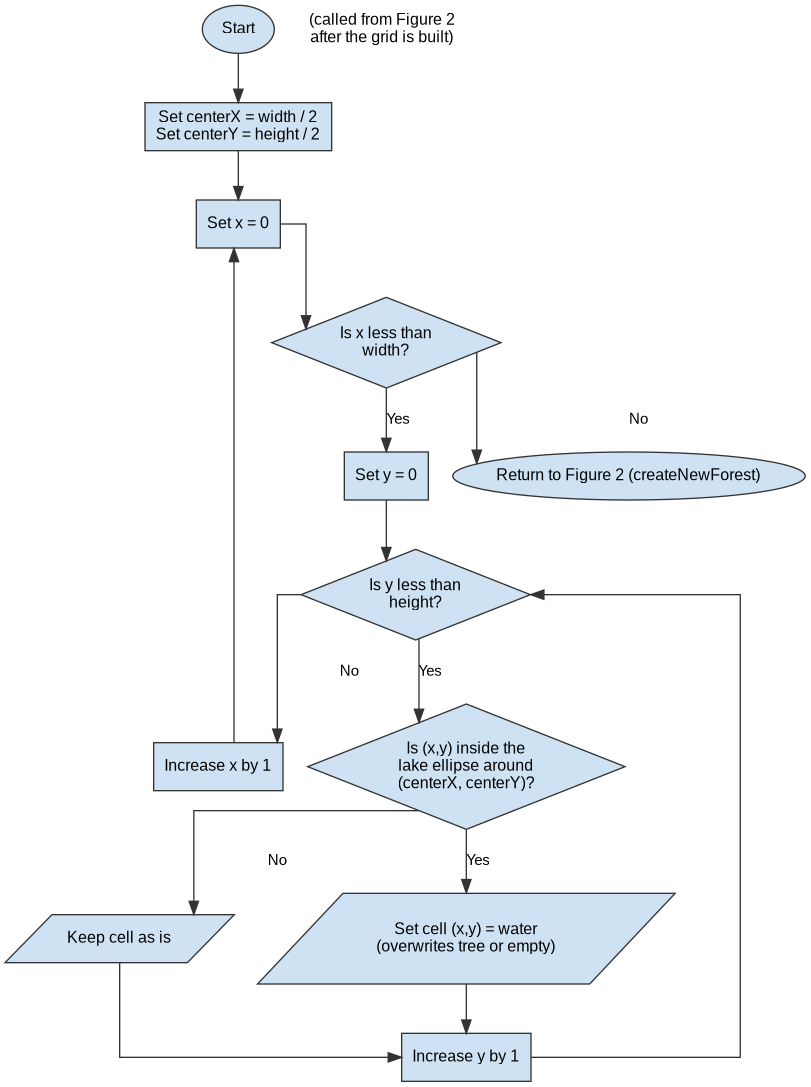 Start
(called from Figure 2
after the grid is built)
Set centerX = width / 2
Set centerY = height / 2
Set x = 0
Is x less than
width?
Yes
No
Set y = 0
Return to Figure 2 (createNewForest)
Is y less than
height?
No
Yes
Increase x by 1
Is (x,y) inside the
lake ellipse around
(centerX, centerY)?
No
Yes
Keep cell as is
Set cell (x,y) = water
(overwrites tree or empty)
Increase y by 1